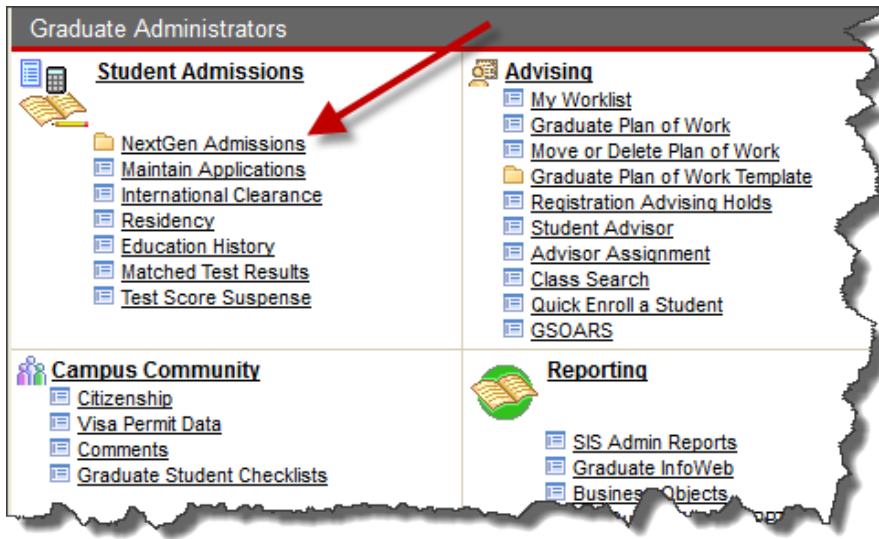 Graduate Administrators
Student Admissions
NextGen Admissions
Maintain Applications
International Clearance
Residency
Education History
Matched Test Results
Test Score Suspense
Advising
My Worklist
Graduate Plan of Work
Move or Delete Plan of Work
Graduate Plan of Work Template
Registration Advising Holds
Student Advisor
Advisor Assignment
Class Search
Quick Enroll a Student
GSOARS
Campus Community
Citizenship
Visa Permit Data
Comments
Graduate Student Checklists
Reporting
SIS Admin Reports
Graduate InfoWeb
Business Objects